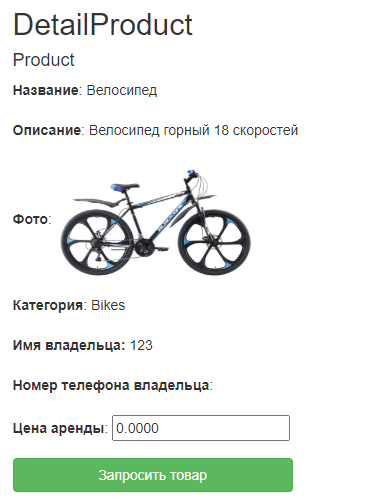 DetailProduct
Product
Название: Велосипед
Описание: Велосипед горный 18 скоростей
Фото:
Категория: Bikes
Имя владельца: 123
Номер телефона владельца:
Цена аренды: 0.0000
Запросить товар